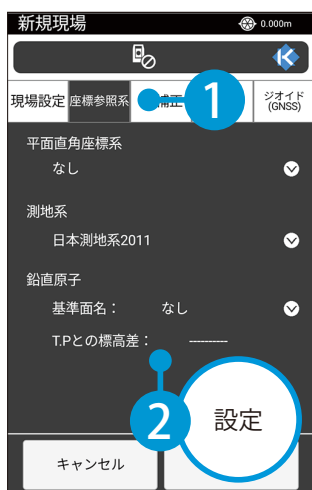 新規現場 0.000m
現場設定 座標参照系 補正 ジオイド
(GNSS)
1
平面直角座標系
なし
測地系
日本測地系2011
鉛直原子
基準面名： なし
T.Pとの標高差： ----------
2 設定
キャンセル